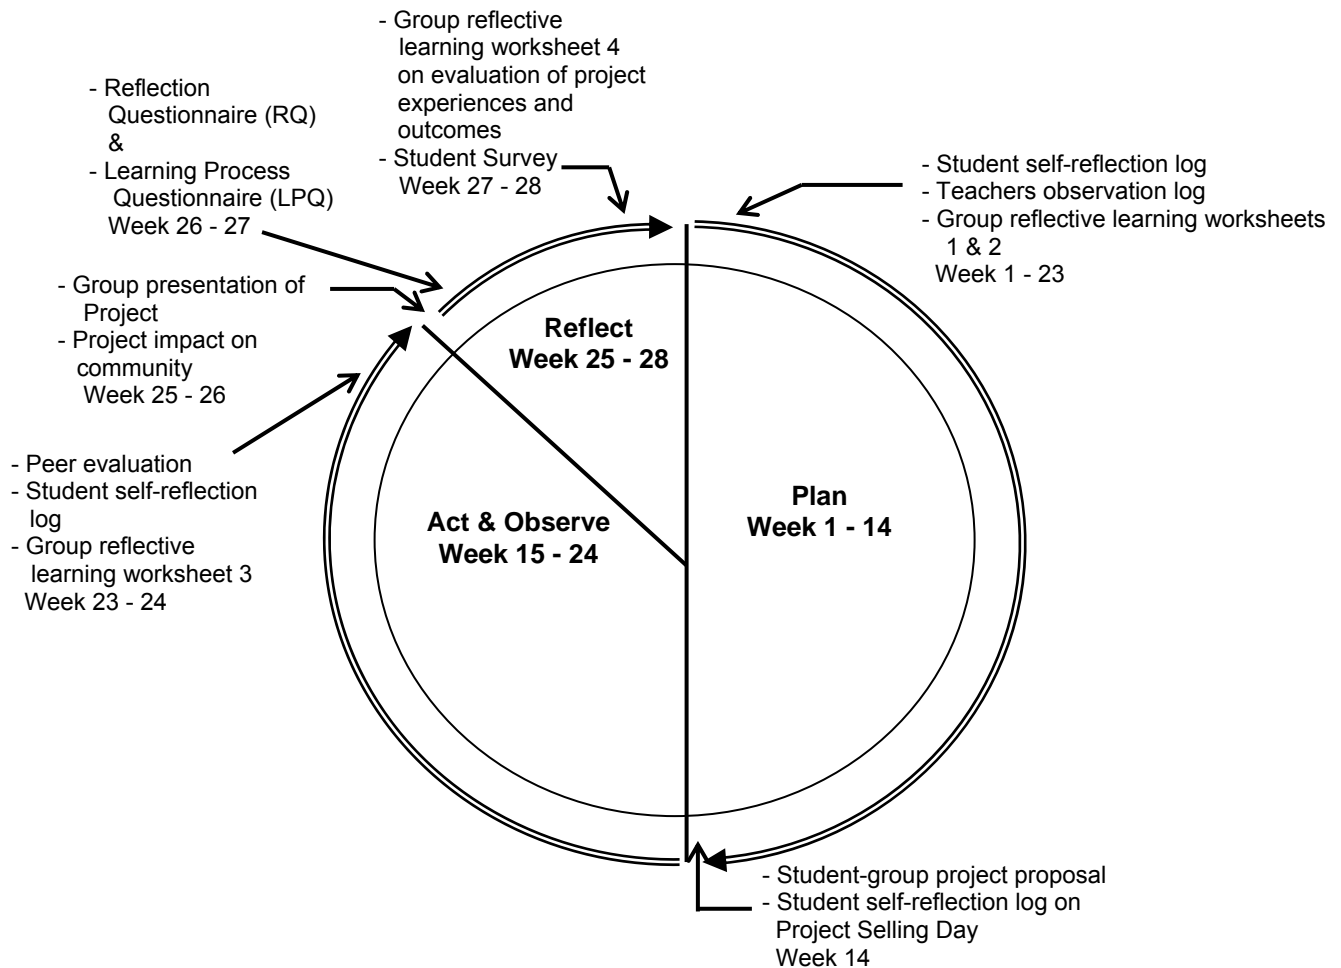 - Group reflective
learning worksheet 4
on evaluation of project
experiences and
outcomes
- Student Survey
Week 27 - 28
- Reflection
Questionnaire (RQ)
&
- Learning Process
Questionnaire (LPQ)
Week 26 - 27
- Student self-reflection log
- Teachers observation log
- Group reflective learning worksheets
1 & 2
Week 1 - 23
- Group presentation of
Project
- Project impact on
community
Week 25 - 26
Reflect
Week 25 - 28
- Peer evaluation
- Student self-reflection
log
- Group reflective
learning worksheet 3
Week 23 - 24
Act & Observe
Week 15 - 24
Plan
Week 1 - 14
- Student-group project proposal
- Student self-reflection log on
Project Selling Day
Week 14